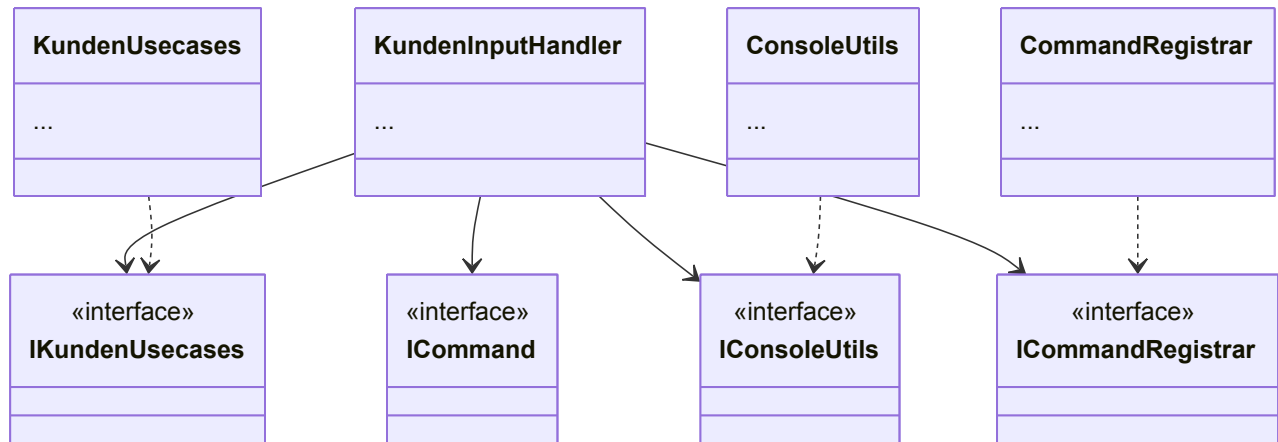 KundenUsecases
...
KundenInputHandler
...
ConsoleUtils
...
CommandRegistrar
...
«interface»
IKundenUsecases
«interface»
ICommand
«interface»
IConsoleUtils
«interface»
ICommandRegistrar